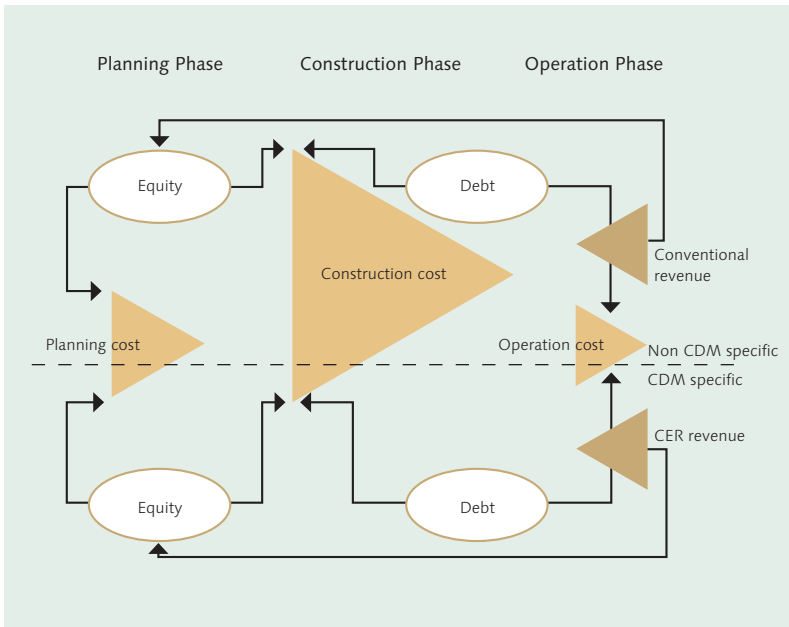 Planning Phase
Construction Phase
Operation Phase
Equity
Debt
Conventional
revenue
Construction cost
Planning cost
Operation cost
Non CDM specific
CDM specific
CER revenue
Equity
Debt